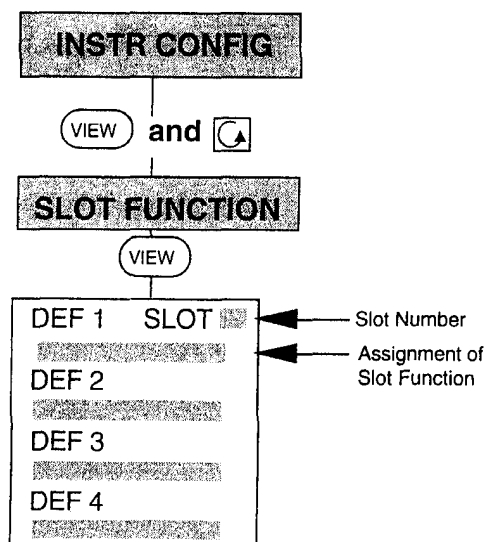 INSTR CONFIG
VIEW and
SLOT FUNCTION
VIEW
DEF 1 SLOT
Slot Number
Assignment of
Slot Function
DEF 2
DEF 3
DEF 4